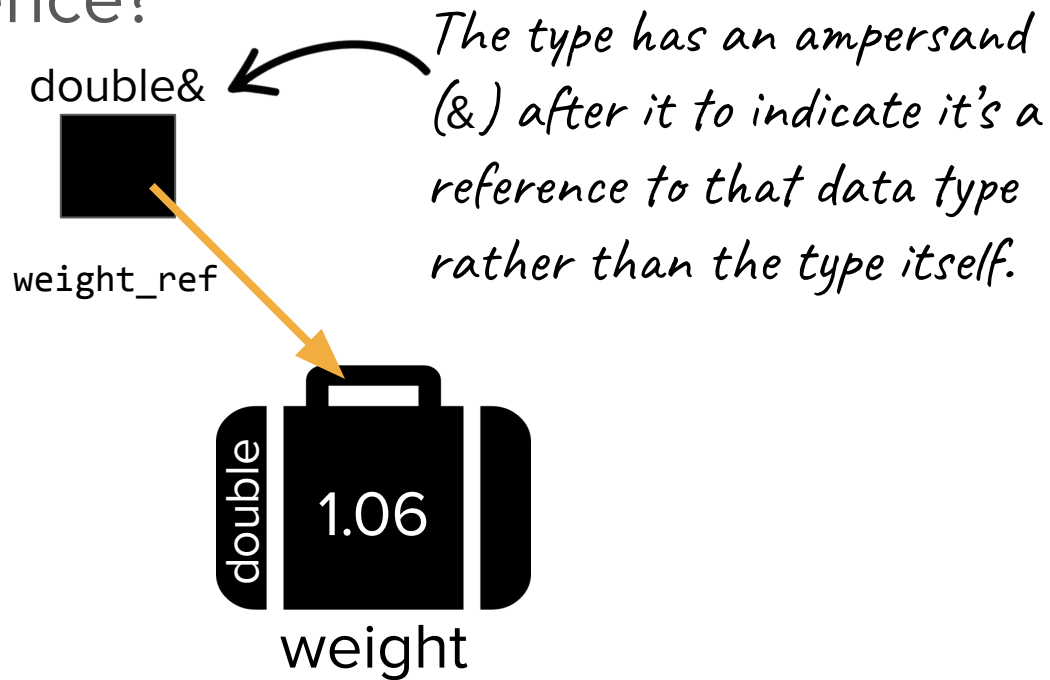 ence?
The type has an ampersand
(&) after it to indicate it's a
reference to that data type
rather than the type itself.
double&
weight_ref
double
1.06
weight